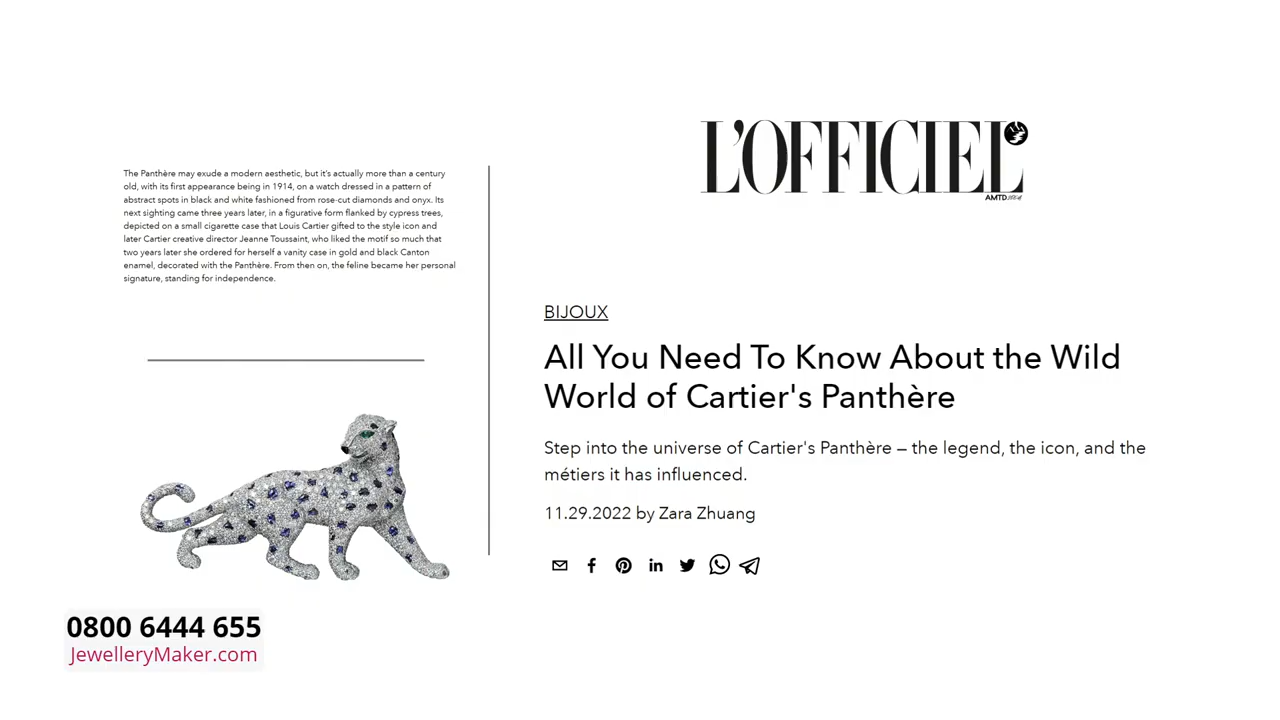 The Panthère may exude a modern aesthetic, but it's actually more than a century
old, with its first appearance being in 1914, on a watch dressed in a pattern of
abstract spots in black and white fashioned from rose-cut diamonds and onyx. Its
next sighting came three years later, in a figurative form flanked by cypress trees,
depicted on a small cigarette case that Louis Cartier gifted to the style icon and
later Cartier creative director Jeanne Toussaint, who liked the motif so much that
two years later she ordered for herself a vanity case in gold and black Canton
enamel, decorated with the Panthère. From then on, the feline became her personal
signature, standing for independence.
L'OFFICIEL
AMTD
BIJOUX
All You Need To Know About the Wild
World of Cartier's Panthère
Step into the universe of Cartier's Panthère – the legend, the icon, and the
métiers it has influenced.
11.29.2022 by Zara Zhuang
0800 6444 655
JewelleryMaker.com